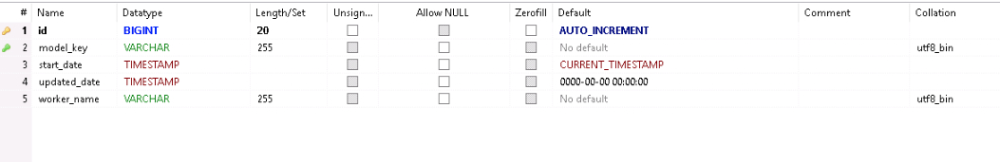 # Name Datatype Length/Set Unsign... Allow NULL Zerofill Default Comment Collation
1 id BIGINT 20 AUTO_INCREMENT
2 model_key VARCHAR 255 No default utf8_bin
3 start_date TIMESTAMP CURRENT_TIMESTAMP
4 updated_date TIMESTAMP 0000-00-00 00:00:00
5 worker_name VARCHAR 255 No default utf8_bin